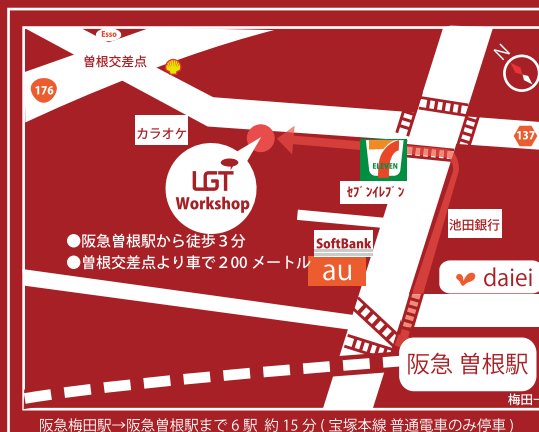 Esso
曽根交差点
N
176
カラオケ
137
ELEVEN
ｾﾌﾞﾝｲﾚﾌﾞﾝ
LGT
Workshop
池田銀行
●阪急曽根駅から徒歩３分
●曽根交差点より車で200 メートル
SoftBank
au
daiei
阪急 曽根駅
梅田
阪急梅田駅→阪急曽根駅まで６駅 約 15 分 ( 宝塚本線 普通電車のみ停車 )